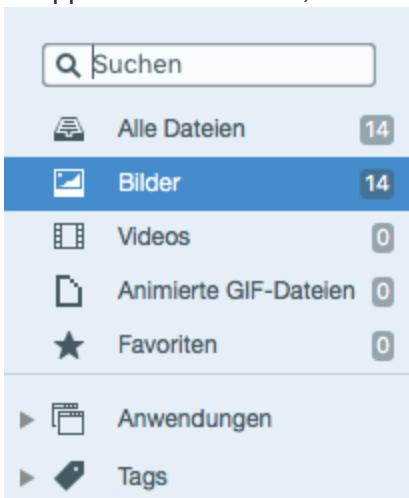 Suchen
Alle Dateien 14
Bilder 14
Videos 0
Animierte GIF-Dateien 0
Favoriten 0
Anwendungen
Tags